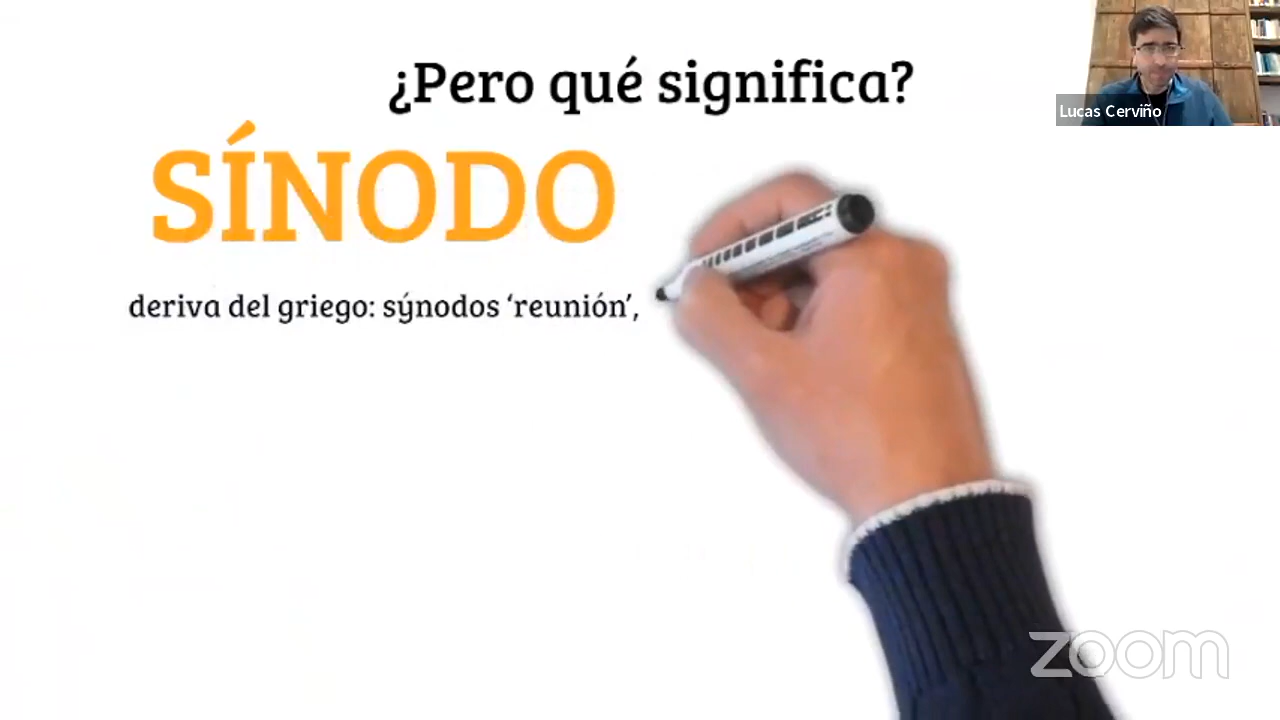 ¿Pero qué significa?
Lucas Cerviño
SÍNODO
deriva del griego: sýnodos ‘reunión’,
zoom